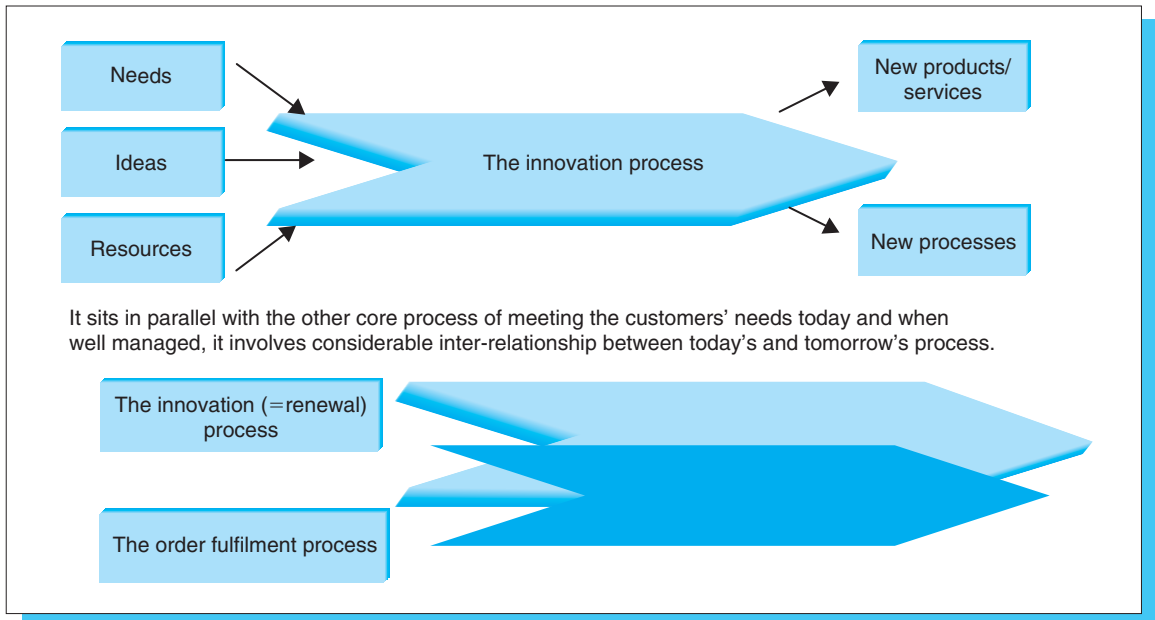 Needs
Ideas
Resources
The innovation process
New products/
services
New processes
It sits in parallel with the other core process of meeting the customers’ needs today and when
well managed, it involves considerable inter-relationship between today’s and tomorrow’s process.
The innovation (=renewal)
process
The order fulfilment process